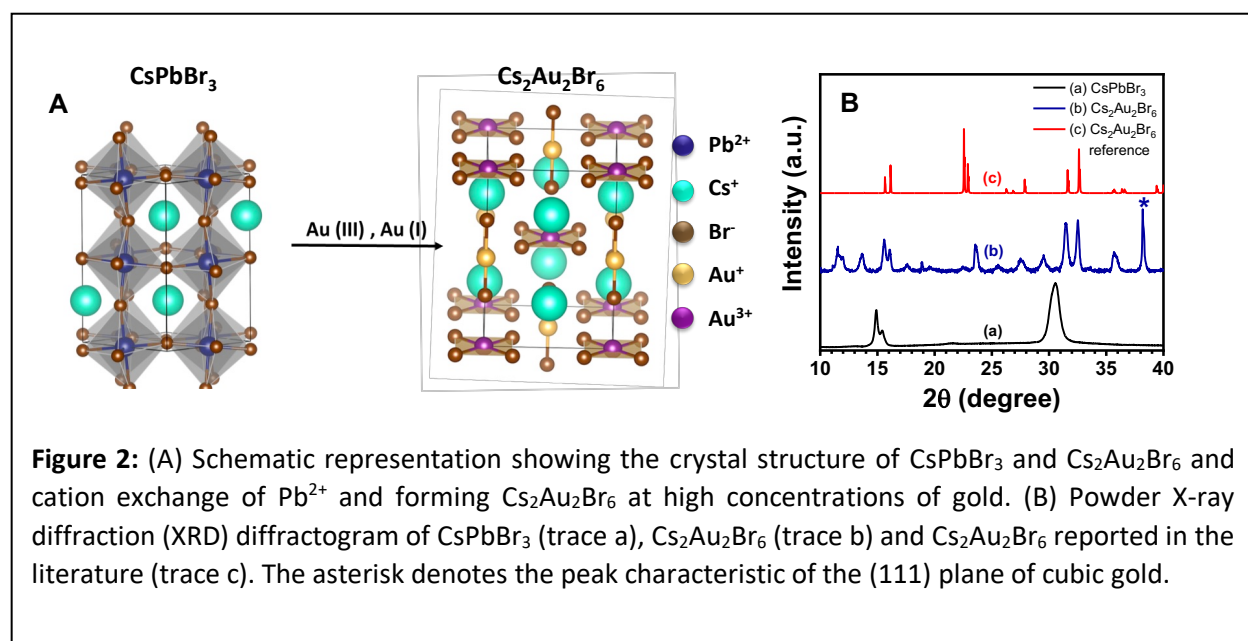 CsPbBr₃
Cs₂Au₂Br₆
A
Au (III) , Au (I)
Pb²⁺
Cs⁺
Br⁻
Au⁺
Au³⁺
B
(a) CsPbBr₃
(b) Cs₂Au₂Br₆
(c) Cs₂Au₂Br₆
reference
(c)
*
(b)
(a)
Intensity (a.u.)
10 15 20 25 30 35 40
2θ (degree)
Figure 2: (A) Schematic representation showing the crystal structure of CsPbBr₃ and Cs₂Au₂Br₆ and
cation exchange of Pb²⁺ and forming Cs₂Au₂Br₆ at high concentrations of gold. (B) Powder X-ray
diffraction (XRD) diffractogram of CsPbBr₃ (trace a), Cs₂Au₂Br₆ (trace b) and Cs₂Au₂Br₆ reported in the
literature (trace c). The asterisk denotes the peak characteristic of the (111) plane of cubic gold.